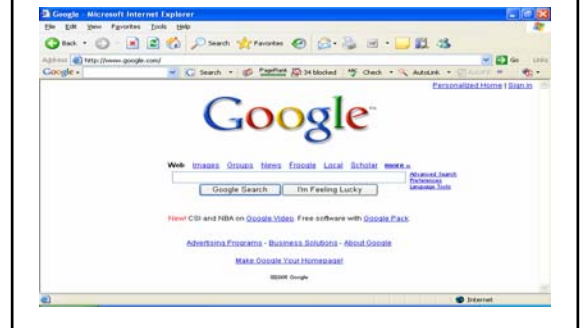 Google - Microsoft Internet Explorer
File Edit View Favorites Tools Help
Back Search Favorites
Address http://www.google.com/ Go Links
Google Search PageRank 34 blocked Check AutoLink
Personalized Home | Sign in
Google
Web Images Groups News Froogle Local Scholar more »
Advanced Search
Preferences
Language Tools
Google Search I'm Feeling Lucky
New! CSI and NBA on Google Video. Free software with Google Pack.
Advertising Programs - Business Solutions - About Google
Make Google Your Homepage!
Google
Internet